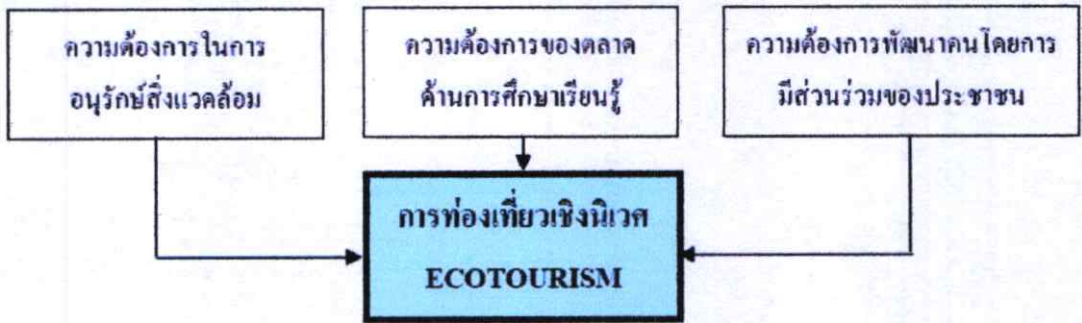 ความต้องการในการ
อนุรักษ์สิ่งแวดล้อม
ความต้องการของตลาด
ด้านการศึกษาเรียนรู้
ความต้องการพัฒนาคนโดยการ
มีส่วนร่วมของประชาชน
การท่องเที่ยวเชิงนิเวศ
ECOTOURISM